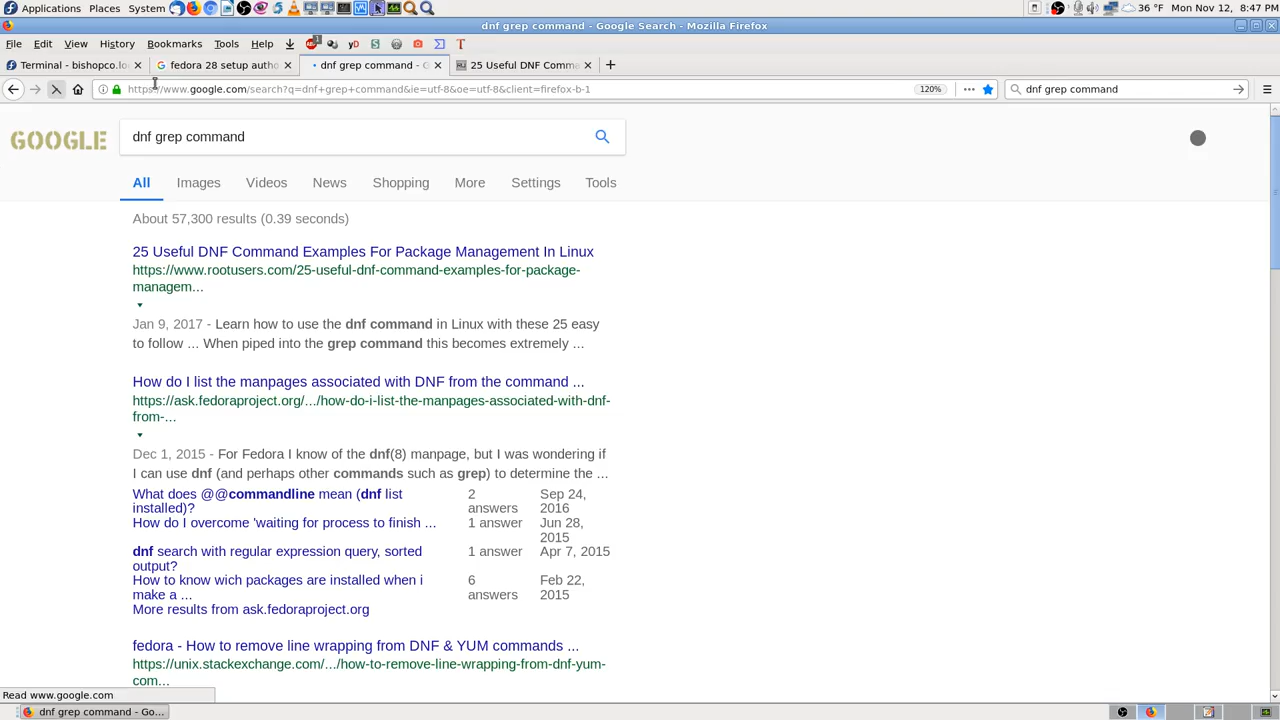 Applications Places System 36 °F Mon Nov 12, 8:47 PM
dnf grep command - Google Search - Mozilla Firefox
File Edit View History Bookmarks Tools Help 1 yD S T
Terminal - bishopco.lo fedora 28 setup autho dnf grep command - G 25 Useful DNF Comma
https://www.google.com/search?q=dnf+grep+command&ie=utf-8&oe=utf-8&client=firefox-b-1 120% dnf grep command
GOOGLE dnf grep command
All Images Videos News Shopping More Settings Tools
About 57,300 results (0.39 seconds)
25 Useful DNF Command Examples For Package Management In Linux
https://www.rootusers.com/25-useful-dnf-command-examples-for-package-
managem...
Jan 9, 2017 - Learn how to use the dnf command in Linux with these 25 easy
to follow ... When piped into the grep command this becomes extremely ...
How do I list the manpages associated with DNF from the command ...
https://ask.fedoraproject.org/.../how-do-i-list-the-manpages-associated-with-dnf-
from-...
Dec 1, 2015 - For Fedora I know of the dnf(8) manpage, but I was wondering if
I can use dnf (and perhaps other commands such as grep) to determine the ...
What does @@commandline mean (dnf list 2 Sep 24,
installed)? answers 2016
How do I overcome 'waiting for process to finish ... 1 answer Jun 28,
2015
dnf search with regular expression query, sorted 1 answer Apr 7, 2015
output?
How to know wich packages are installed when i 6 Feb 22,
make a ... answers 2015
More results from ask.fedoraproject.org
fedora - How to remove line wrapping from DNF & YUM commands ...
https://unix.stackexchange.com/.../how-to-remove-line-wrapping-from-dnf-yum-
com...
Read www.google.com
dnf grep command - Go...